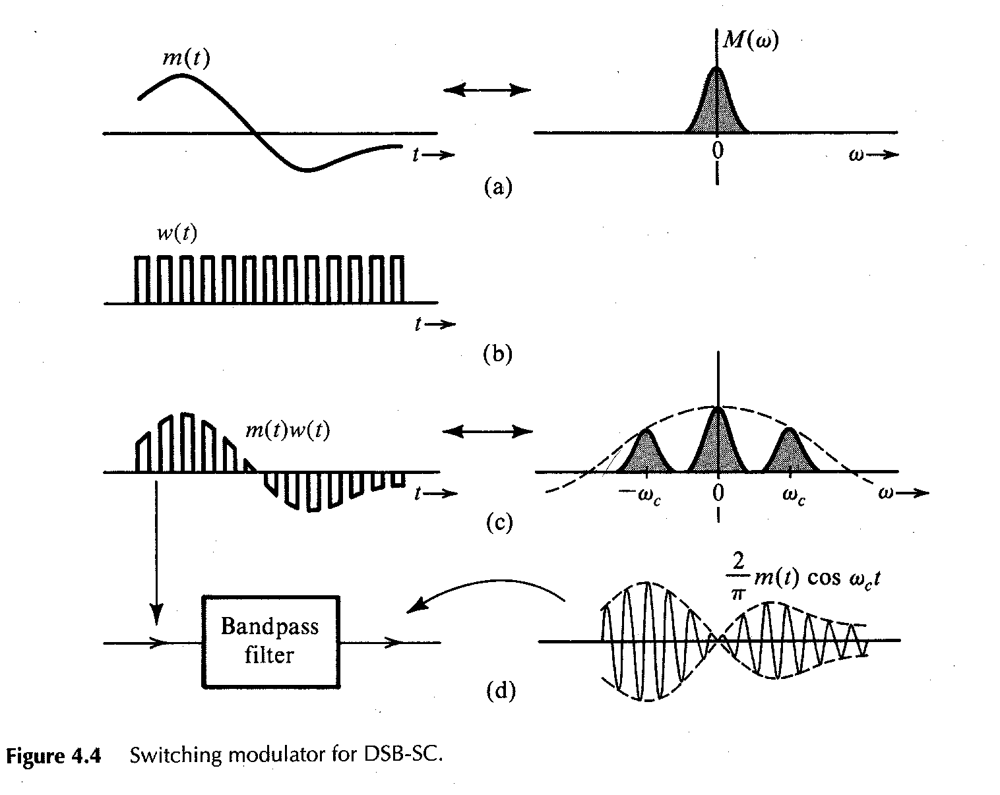 m(t)
M(ω)
0
t
ω
(a)
w(t)
t
(b)
m(t)w(t)
t
−ω_c
0
ω_c
ω
(c)
2/π m(t) cos ω_c t
Bandpass
filter
(d)
Figure 4.4 Switching modulator for DSB-SC.